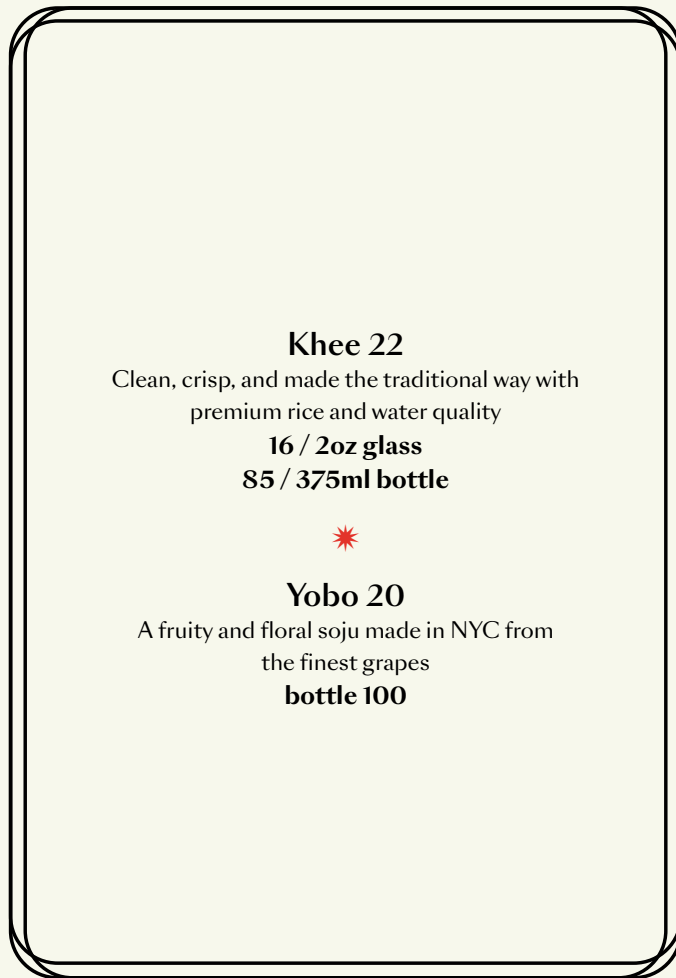 Khee 22
Clean, crisp, and made the traditional way with
premium rice and water quality
16 / 2oz glass
85 / 375ml bottle
Yobo 20
A fruity and floral soju made in NYC from
the finest grapes
bottle 100